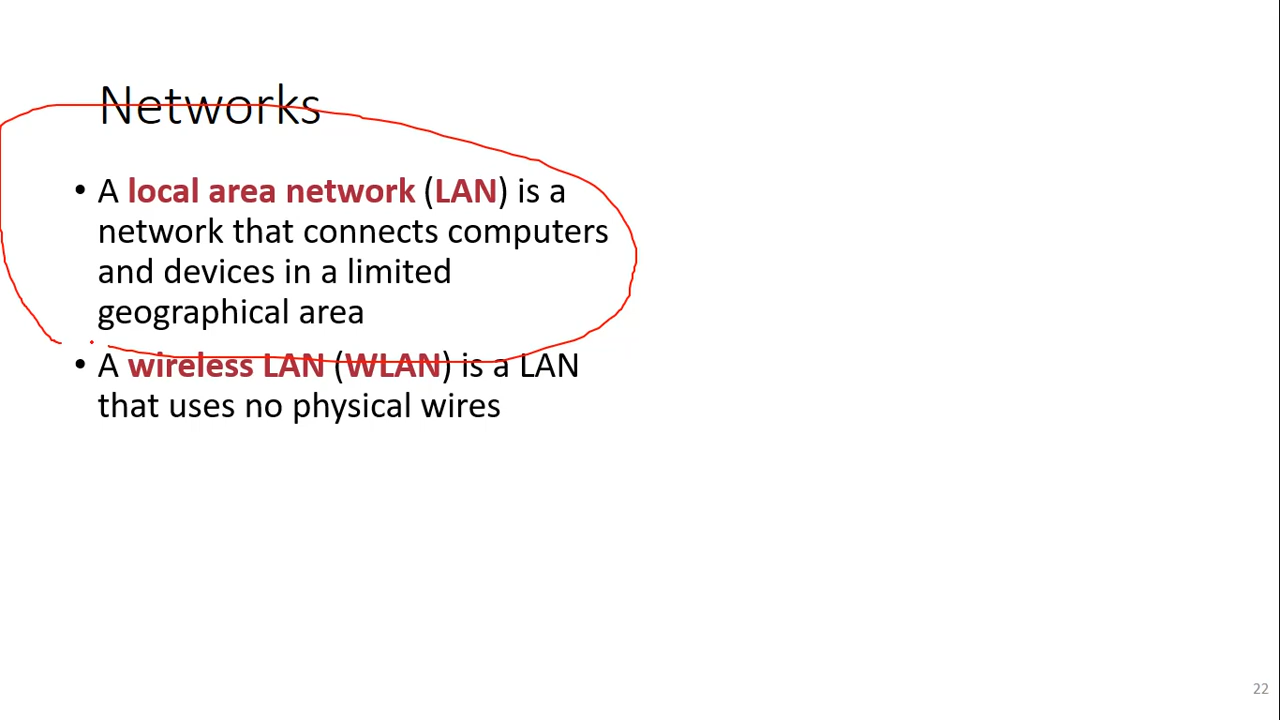 Networks
• A local area network (LAN) is a
network that connects computers
and devices in a limited
geographical area
• A wireless LAN (WLAN) is a LAN
that uses no physical wires
22